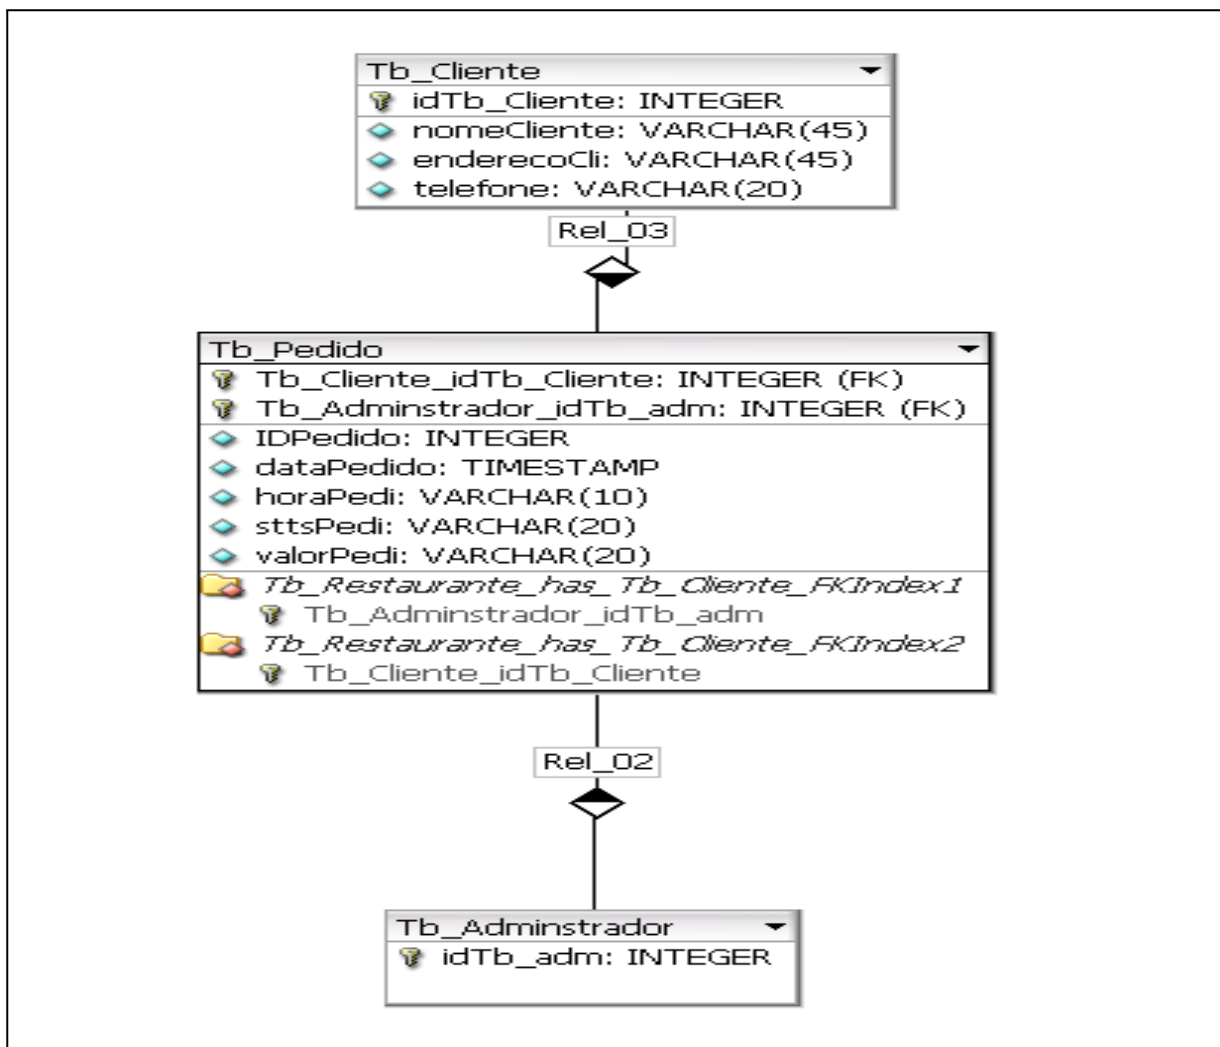 Tb_Cliente
idTb_Cliente: INTEGER
nomeCliente: VARCHAR(45)
enderecoCli: VARCHAR(45)
telefone: VARCHAR(20)
Rel_03
Tb_Pedido
Tb_Cliente_idTb_Cliente: INTEGER (FK)
Tb_Adminstrador_idTb_adm: INTEGER (FK)
IDPedido: INTEGER
dataPedido: TIMESTAMP
horaPedi: VARCHAR(10)
sttsPedi: VARCHAR(20)
valorPedi: VARCHAR(20)
Tb_Restaurante_has_Tb_Cliente_FKIndex1
Tb_Adminstrador_idTb_adm
Tb_Restaurante_has_Tb_Cliente_FKIndex2
Tb_Cliente_idTb_Cliente
Rel_02
Tb_Adminstrador
idTb_adm: INTEGER